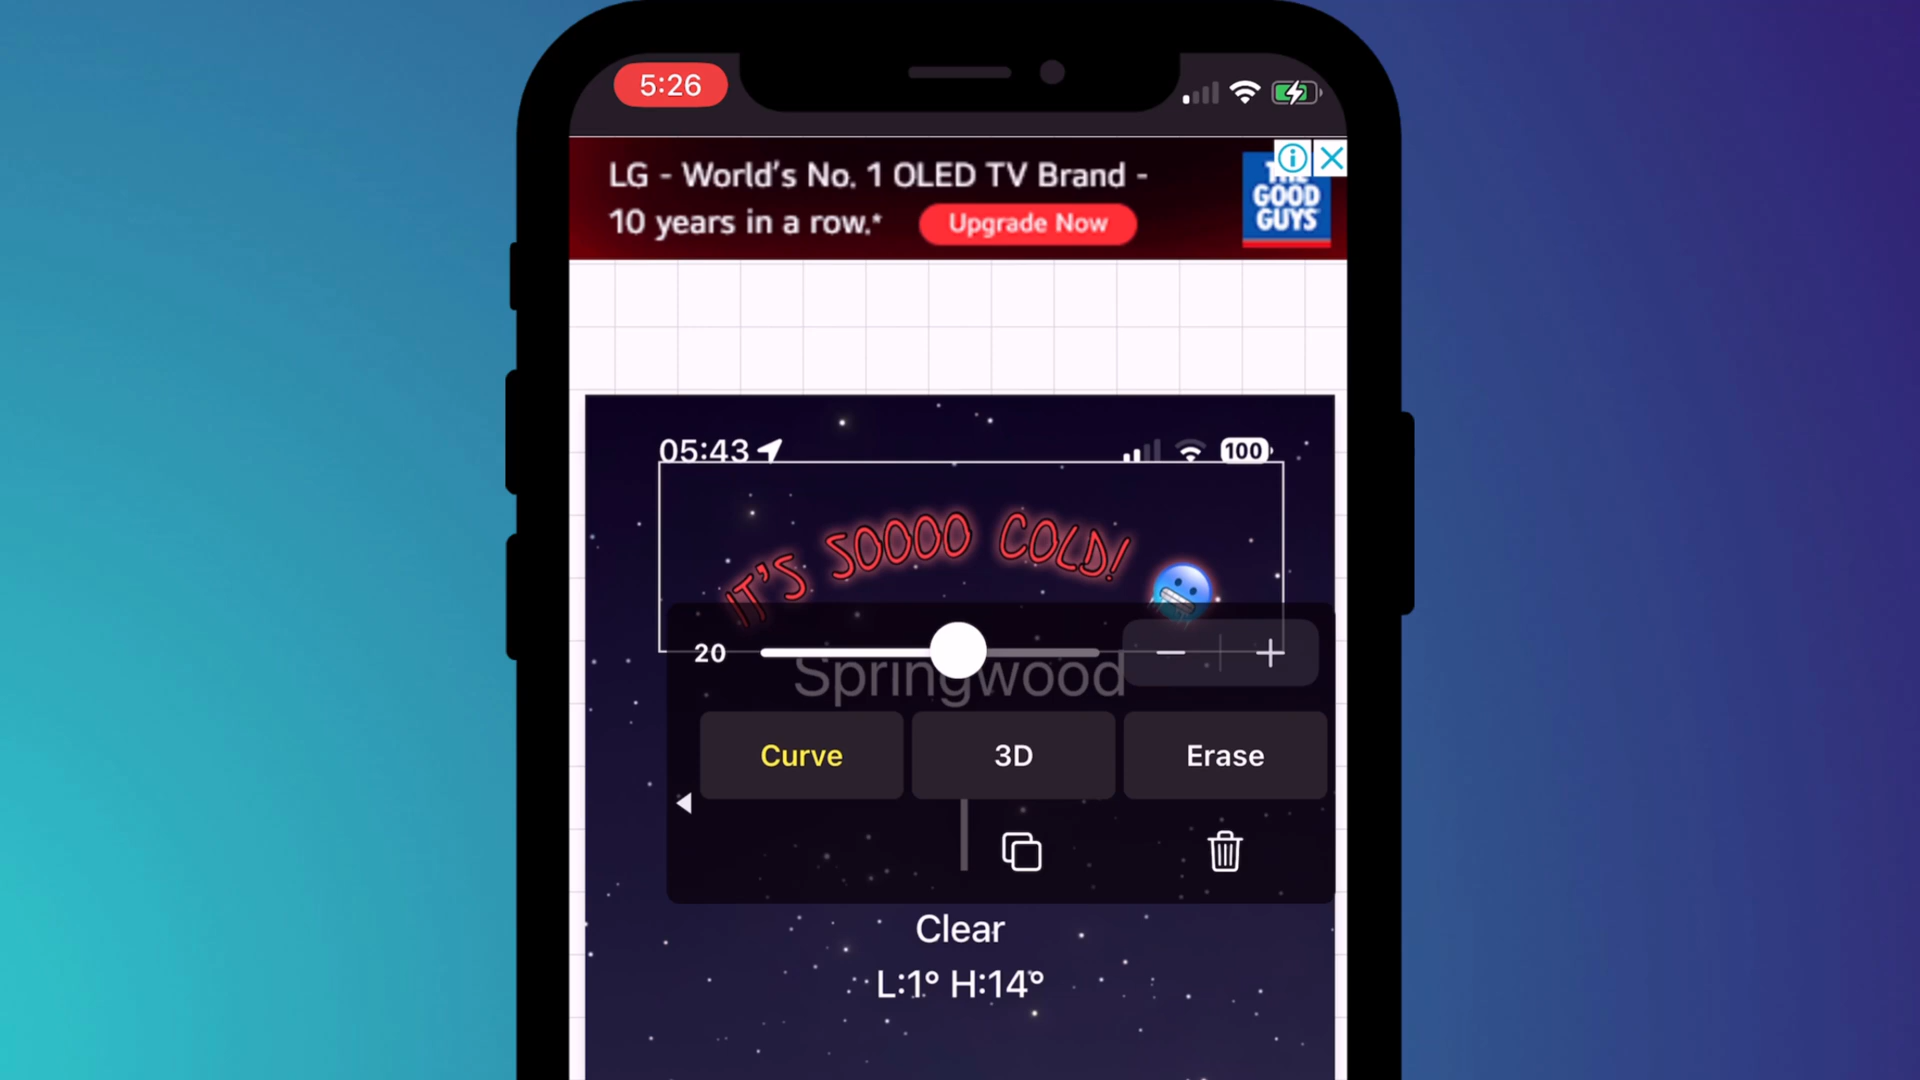 5:26
LG - World's No. 1 OLED TV Brand -
10 years in a row.*
Upgrade Now
THE
GOOD
GUYS
05:43
100
IT'S SOOOO COLD!
20
Springwood
Curve
3D
Erase
Clear
L:1° H:14°